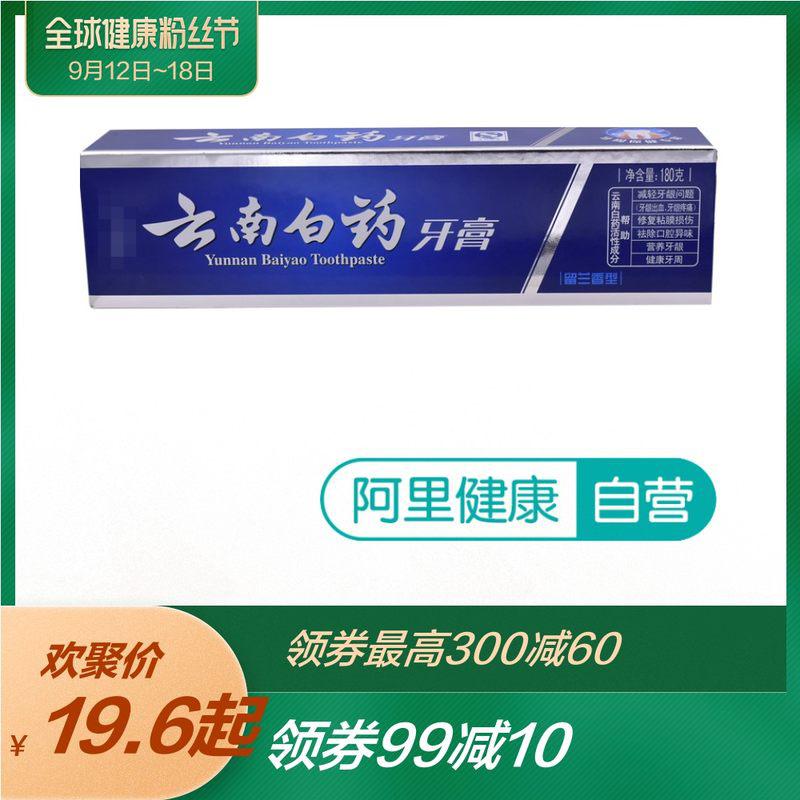 全球健康粉丝节
9月12日~18日
云南白药牙膏
Yunnan Baiyao Toothpaste
净含量:180克
云南白药活性成分
帮助
减轻牙龈问题
(牙龈出血、牙龈疼痛)
修复粘膜损伤
祛除口腔异味
营养牙龈
健康牙周
留兰香型
阿里健康 自营
欢聚价
¥19.6起
领券最高300减60
领券99减10